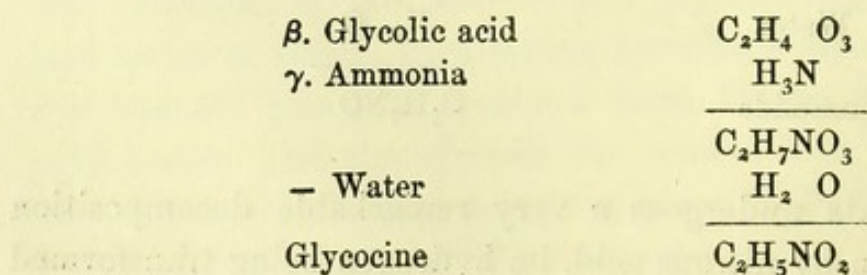 β. Glycolic acid C₂H₄ O₃
γ. Ammonia H₃N
C₂H₇NO₃
— Water H₂ O
Glycocine C₂H₅NO₂